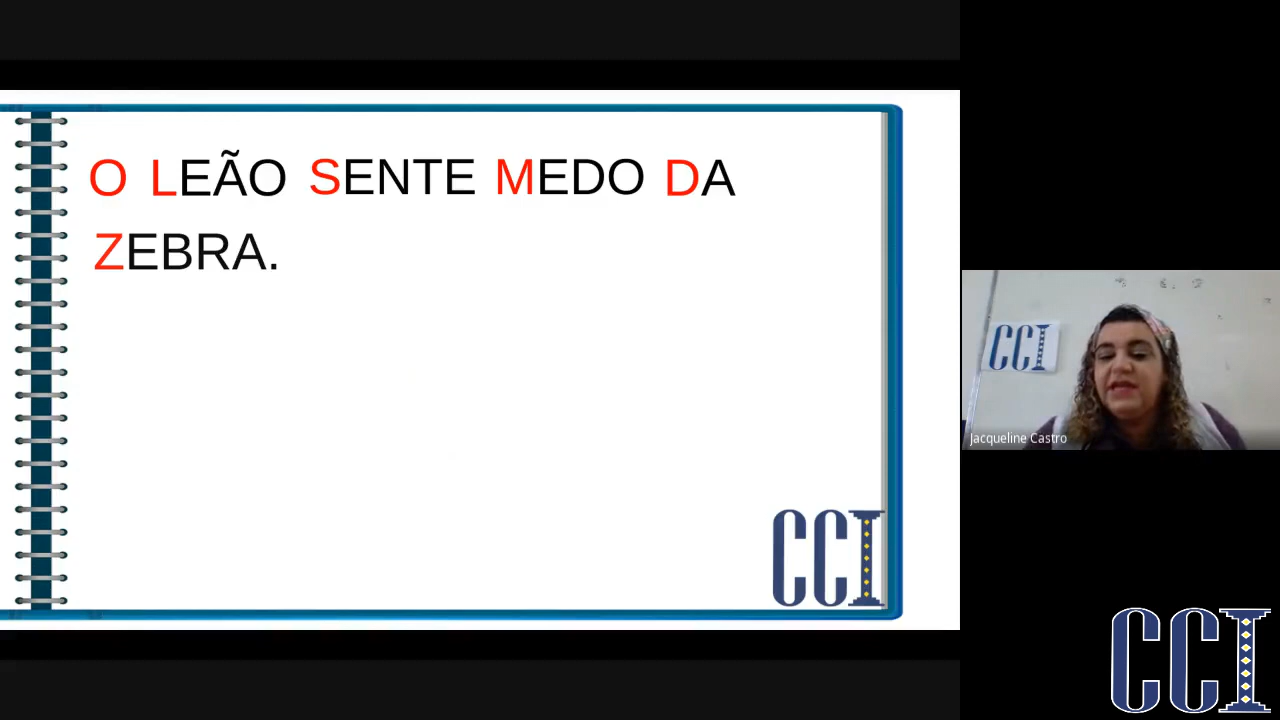 O LEÃO SENTE MEDO DA
ZEBRA.
CCI
CCI
Jacqueline Castro
CCI